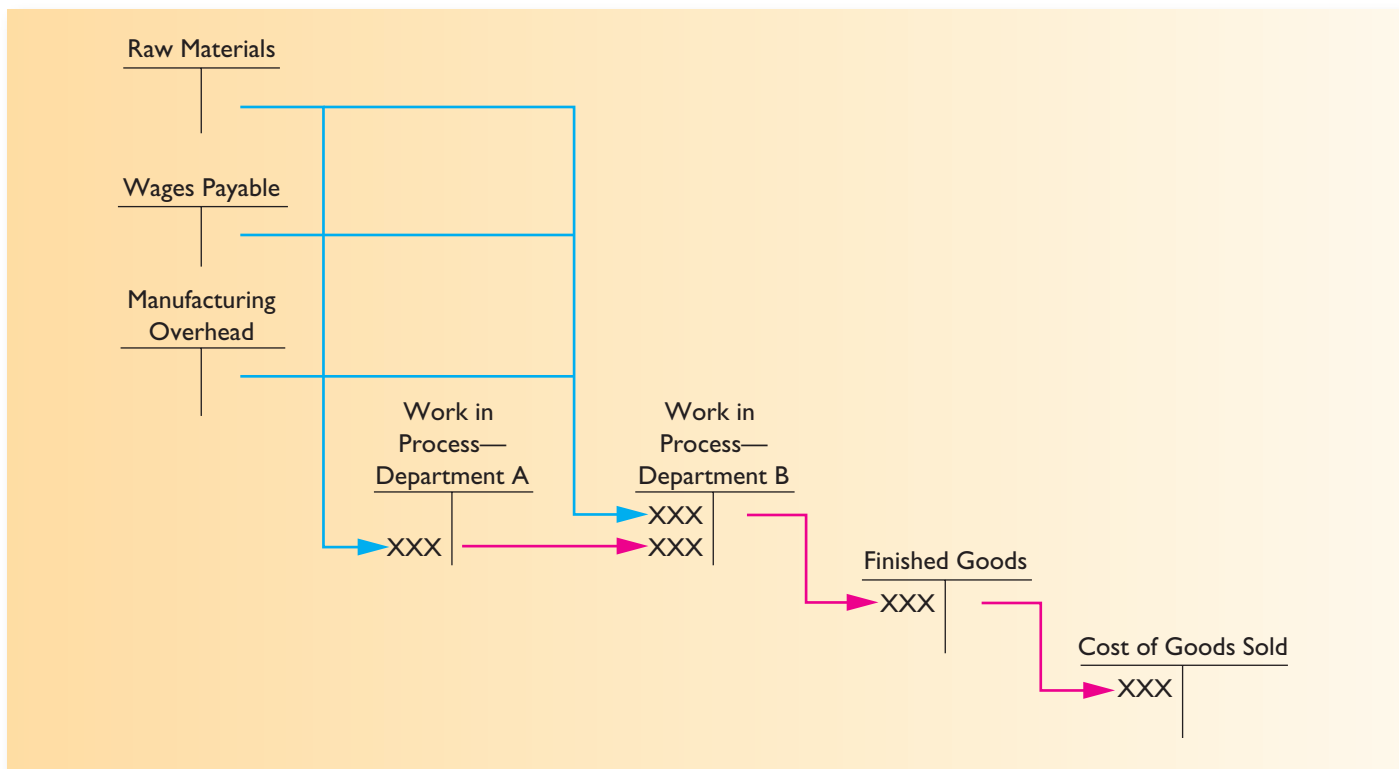 Raw Materials
Wages Payable
Manufacturing
Overhead
Work in
Process—
Department A
XXX
Work in
Process—
Department B
XXX
XXX
Finished Goods
XXX
Cost of Goods Sold
XXX